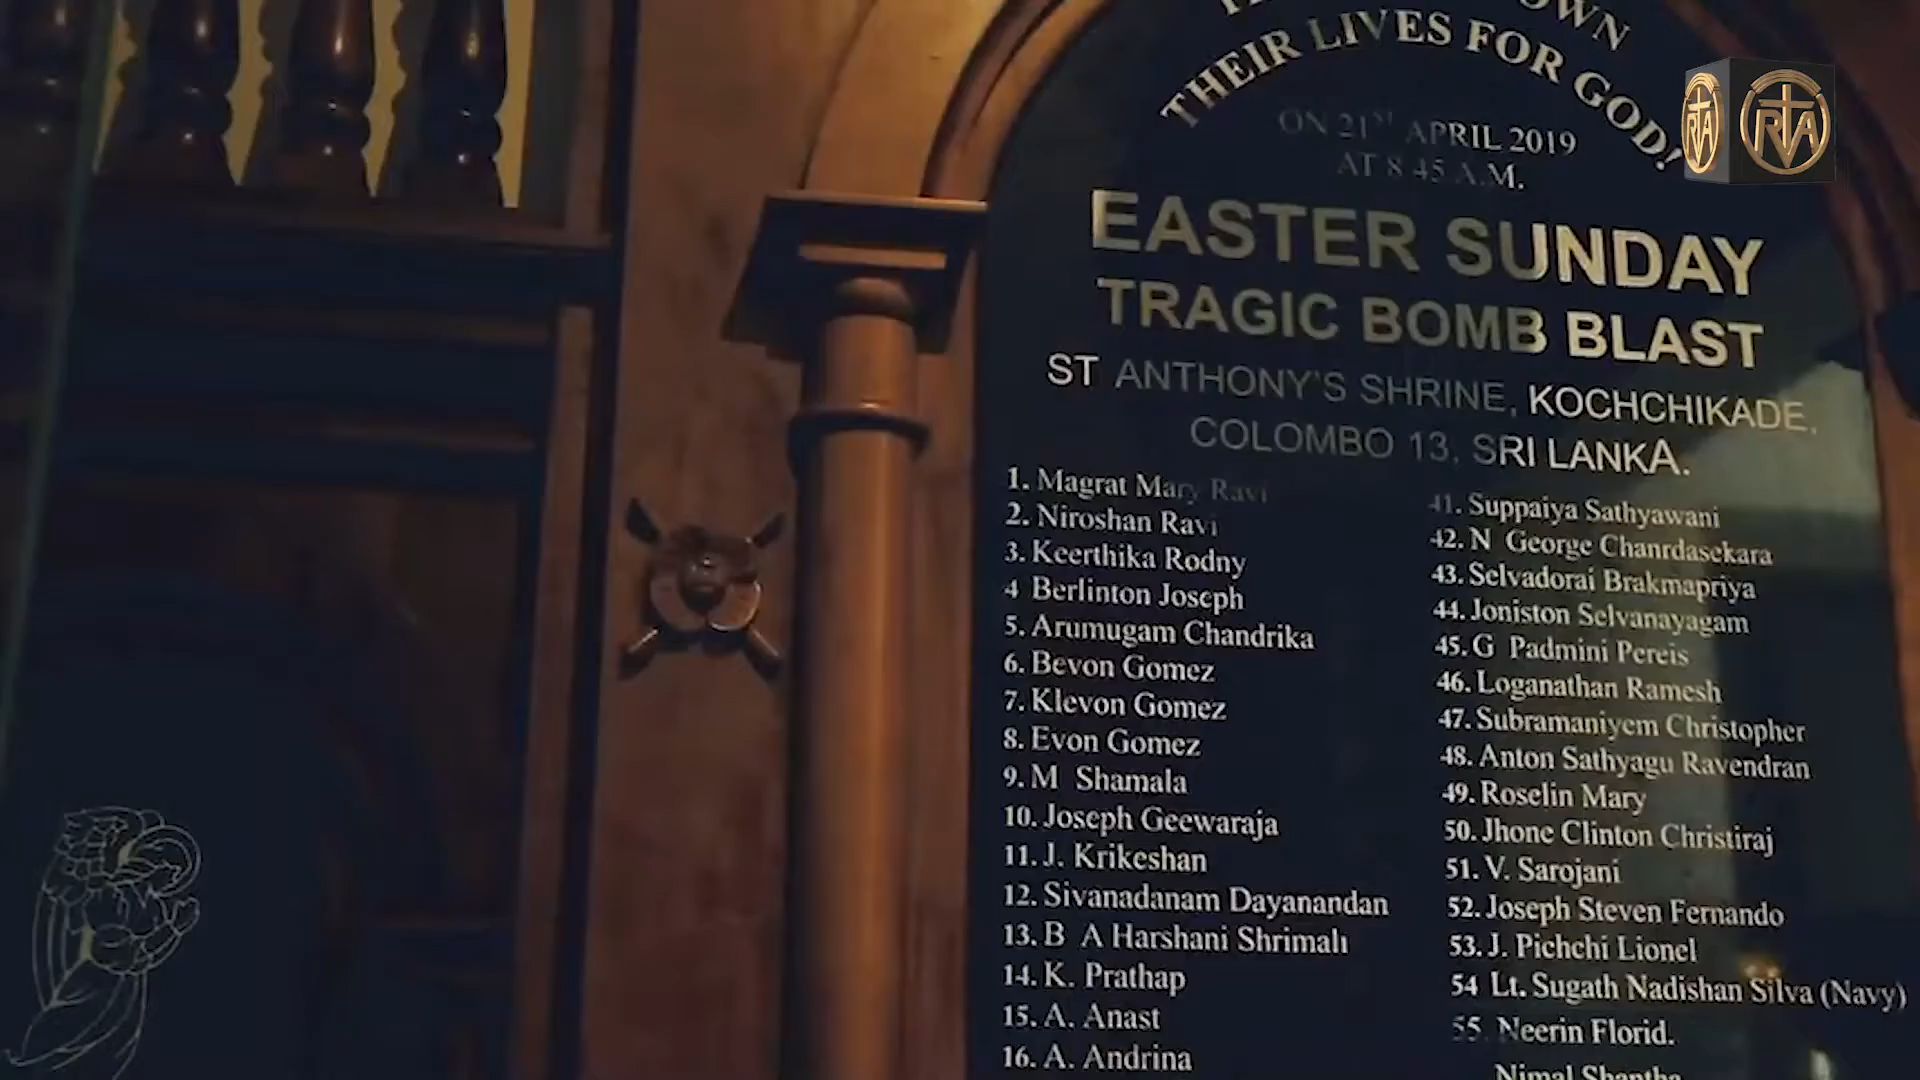 OWN
THEIR LIVES FOR GOD!
ON 21ST APRIL 2019
AT 8 45 A.M.
EASTER SUNDAY
TRAGIC BOMB BLAST
ST ANTHONY'S SHRINE, KOCHCHIKADE,
COLOMBO 13, SRI LANKA.
1. Magrat Mary Ravi
2. Niroshan Ravi
3. Keerthika Rodny
4 Berlinton Joseph
5. Arumugam Chandrika
6. Bevon Gomez
7. Klevon Gomez
8. Evon Gomez
9. M Shamala
10. Joseph Geewaraja
11. J. Krikeshan
12. Sivanadanam Dayanandan
13. B A Harshani Shrimali
14. K. Prathap
15. A. Anast
16. A. Andrina
41. Suppaiya Sathyawani
42. N George Chanrdasekara
43. Selvadorai Brakmapriya
44. Joniston Selvanayagam
45. G Padmini Pereis
46. Loganathan Ramesh
47. Subramaniyem Christopher
48. Anton Sathyagu Ravendran
49. Roselin Mary
50. Jhone Clinton Christiraj
51. V. Sarojani
52. Joseph Steven Fernando
53. J. Pichchi Lionel
54 Lt. Sugath Nadishan Silva (Navy)
55. Neerin Florid.
Nimal Shantha
RVA
RVA